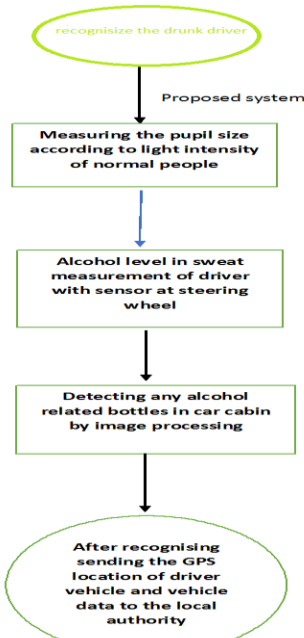 recognisize the drunk driver
Proposed system
Measuring the pupil size
according to light intensity
of normal people
Alcohol level in sweat
measurement of driver
with sensor at steering
wheel
Detecting any alcohol
related bottles in car cabin
by image processing
After recognising
sending the GPS
location of driver
vehicle and vehicle
data to the local
authority